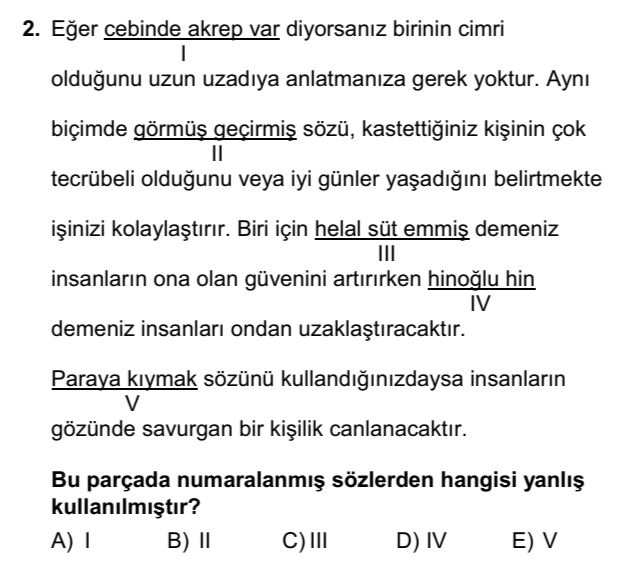 2. Eğer cebinde akrep var diyorsanız birinin cimri
I
olduğunu uzun uzadıya anlatmanıza gerek yoktur. Aynı
biçimde görmüş geçirmiş sözü, kastettiğiniz kişinin çok
II
tecrübeli olduğunu veya iyi günler yaşadığını belirtmekte
işinizi kolaylaştırır. Biri için helal süt emmiş demeniz
III
insanların ona olan güvenini artırırken hinoğlu hin
IV
demeniz insanları ondan uzaklaştıracaktır.
Paraya kıymak sözünü kullandığınızdaysa insanların
V
gözünde savurgan bir kişilik canlanacaktır.
Bu parçada numaralanmış sözlerden hangisi yanlış
kullanılmıştır?
A) I B) II C) III D) IV E) V